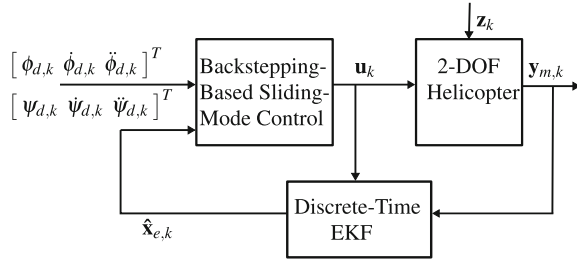 z_k
[ϕ_{d,k} ϕ̇_{d,k} ϕ̈_{d,k}]^T
[ψ_{d,k} ψ̇_{d,k} ψ̈_{d,k}]^T
Backstepping-
Based Sliding-
Mode Control
u_k
2-DOF
Helicopter
y_{m,k}
x̂_{e,k}
Discrete-Time
EKF